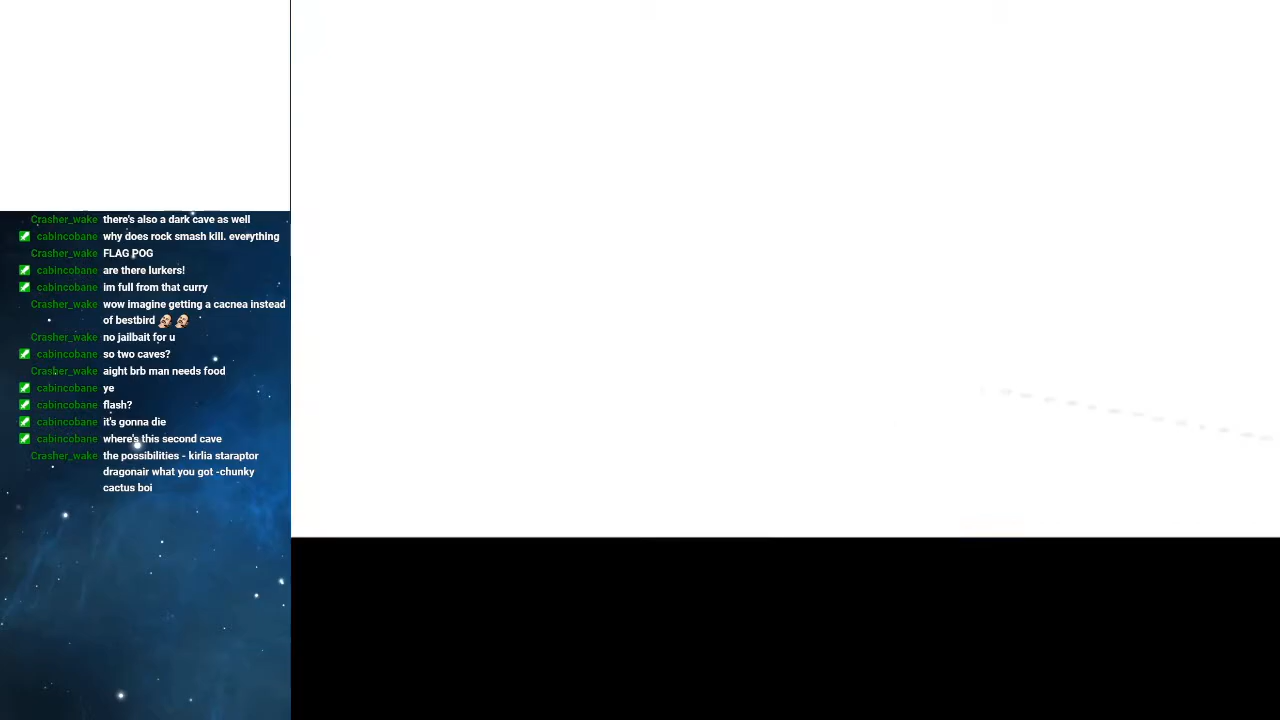 Crasher_wake there's also a dark cave as well
cabincobane why does rock smash kill. everything
Crasher_wake FLAG POG
cabincobane are there lurkers!
cabincobane im full from that curry
Crasher_wake wow imagine getting a cacnea instead
of bestbird
Crasher_wake no jailbait for u
cabincobane so two caves?
Crasher_wake aight brb man needs food
cabincobane ye
cabincobane flash?
cabincobane it's gonna die
cabincobane where's this second cave
Crasher_wake the possibilities - kirlia staraptor
dragonair what you got -chunky
cactus boi